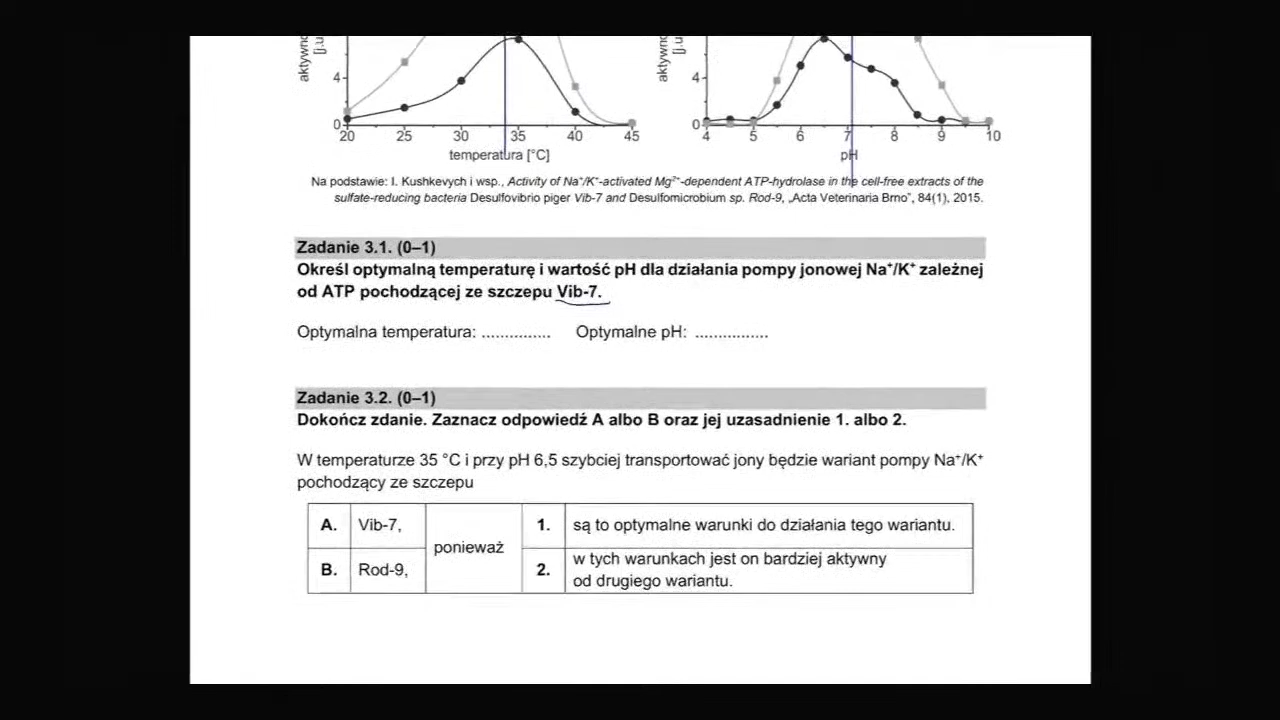 aktywno
[j.u
4
0
20 25 30 35 40 45
temperatura [°C]
aktywno
[j.u
4
0
4 5 6 7 8 9 10
pH
Na podstawie: I. Kushkevych i wsp., Activity of Na⁺/K⁺-activated Mg²⁺-dependent ATP-hydrolase in the cell-free extracts of the
sulfate-reducing bacteria Desulfovibrio piger Vib-7 and Desulfomicrobium sp. Rod-9, „Acta Veterinaria Brno”, 84(1), 2015.
Zadanie 3.1. (0–1)
Określ optymalną temperaturę i wartość pH dla działania pompy jonowej Na⁺/K⁺ zależnej
od ATP pochodzącej ze szczepu Vib-7.
Optymalna temperatura: ............... Optymalne pH: ................
Zadanie 3.2. (0–1)
Dokończ zdanie. Zaznacz odpowiedź A albo B oraz jej uzasadnienie 1. albo 2.
W temperaturze 35 °C i przy pH 6,5 szybciej transportować jony będzie wariant pompy Na⁺/K⁺
pochodzący ze szczepu
A. Vib-7, ponieważ 1. są to optymalne warunki do działania tego wariantu.
B. Rod-9, 2. w tych warunkach jest on bardziej aktywny
od drugiego wariantu.